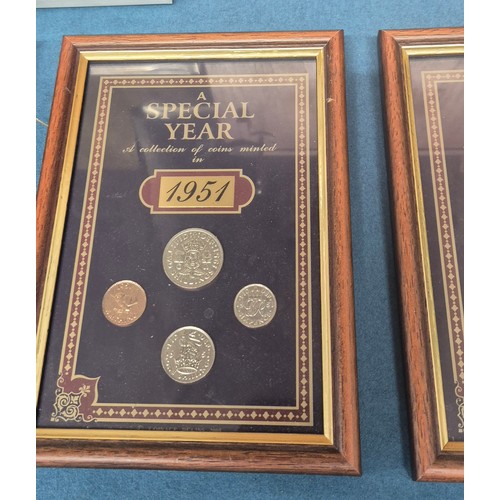 A
SPECIAL
YEAR
A collection of coins minted
in
1951